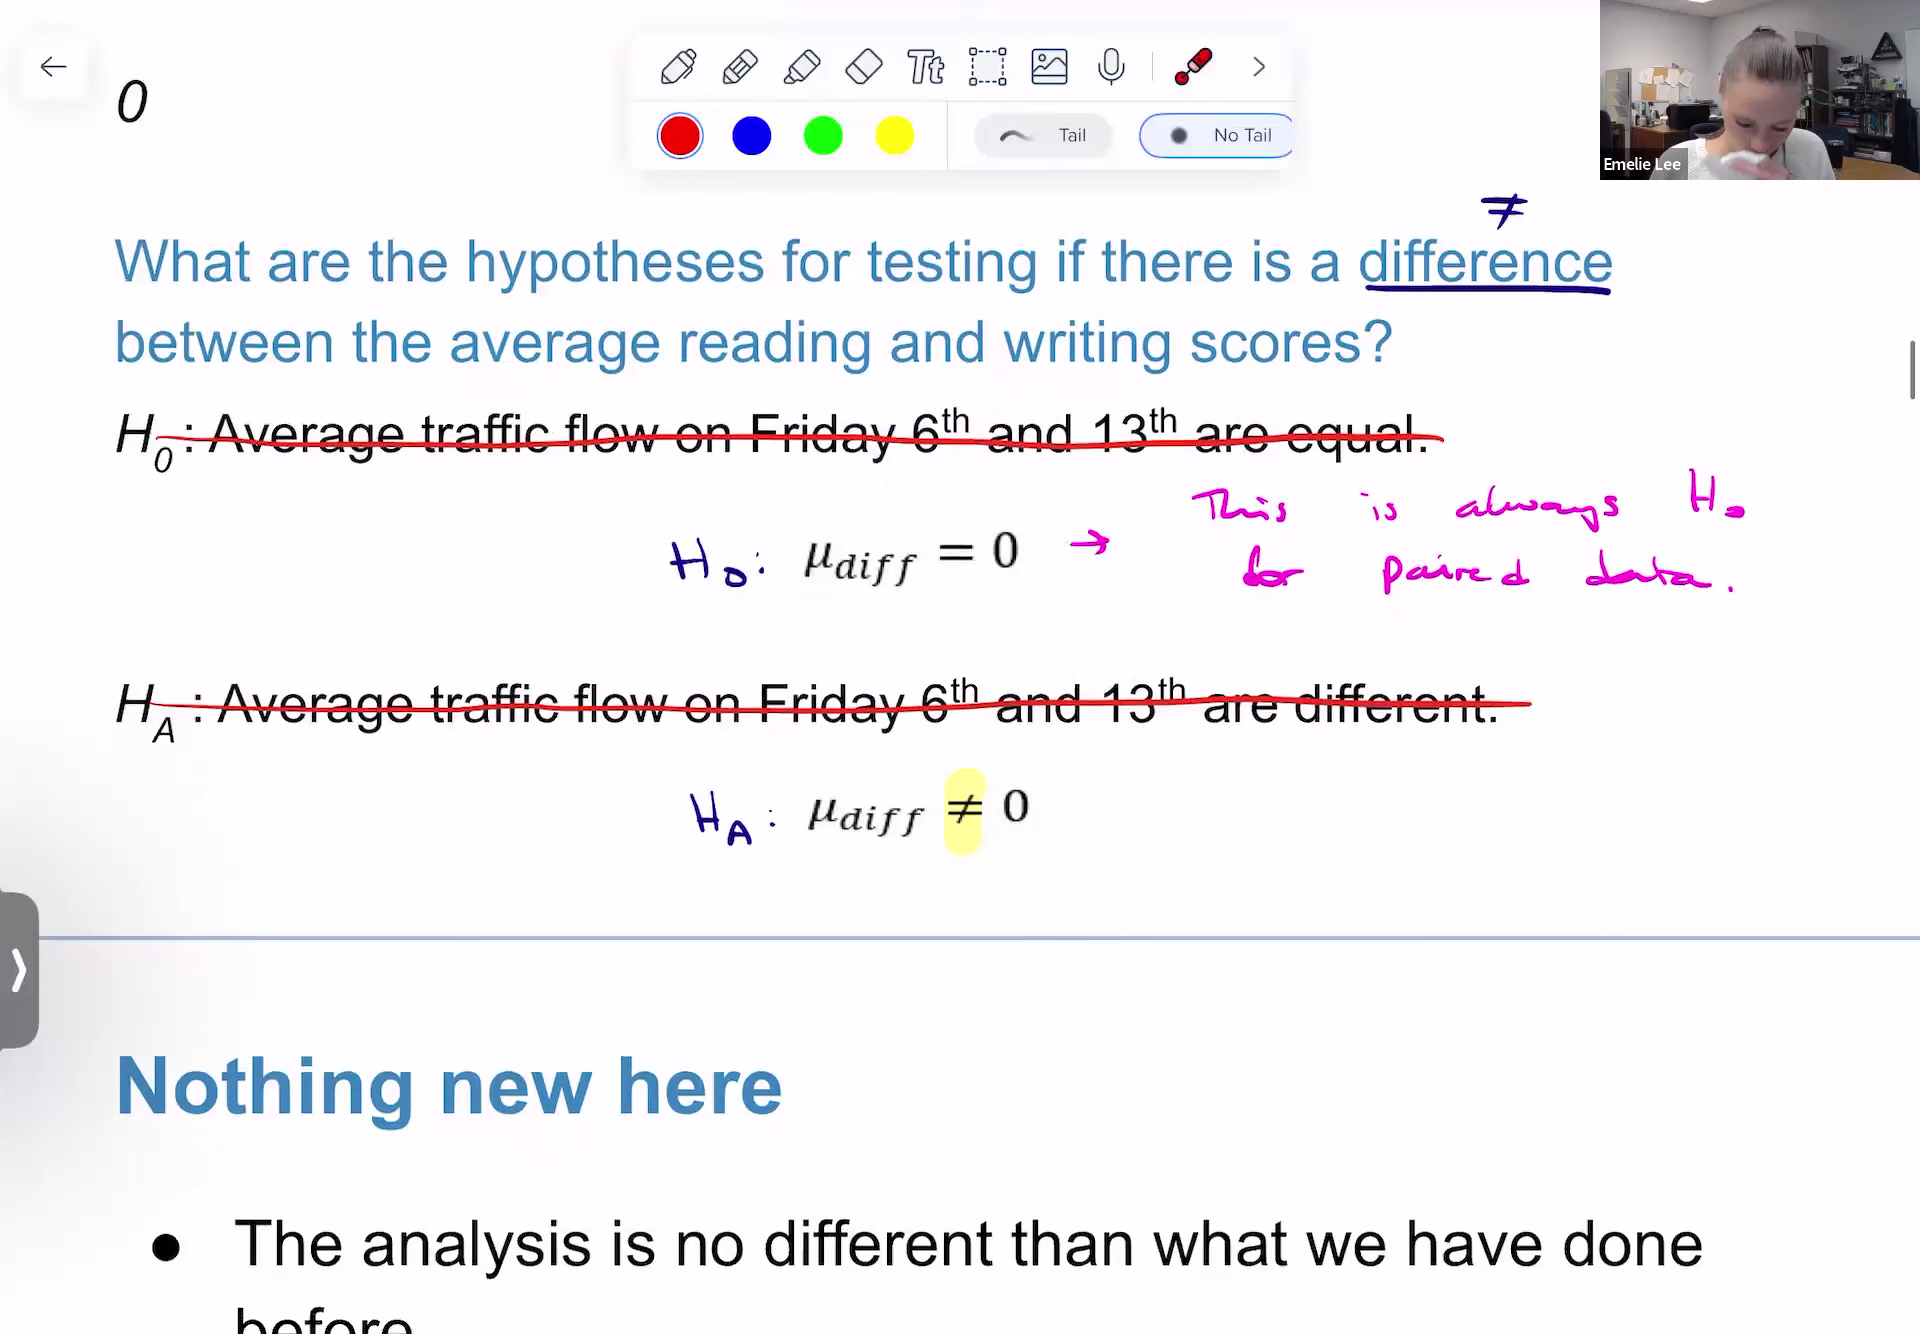 0
Tt
Tail
No Tail
Emelie Lee
≠
What are the hypotheses for testing if there is a difference
between the average reading and writing scores?
H₀ : Average traffic flow on Friday 6th and 13th are equal.
H₀: μdiff = 0 → This is always H₀
for paired data.
HA : Average traffic flow on Friday 6th and 13th are different.
HA: μdiff ≠ 0
Nothing new here
● The analysis is no different than what we have done
before